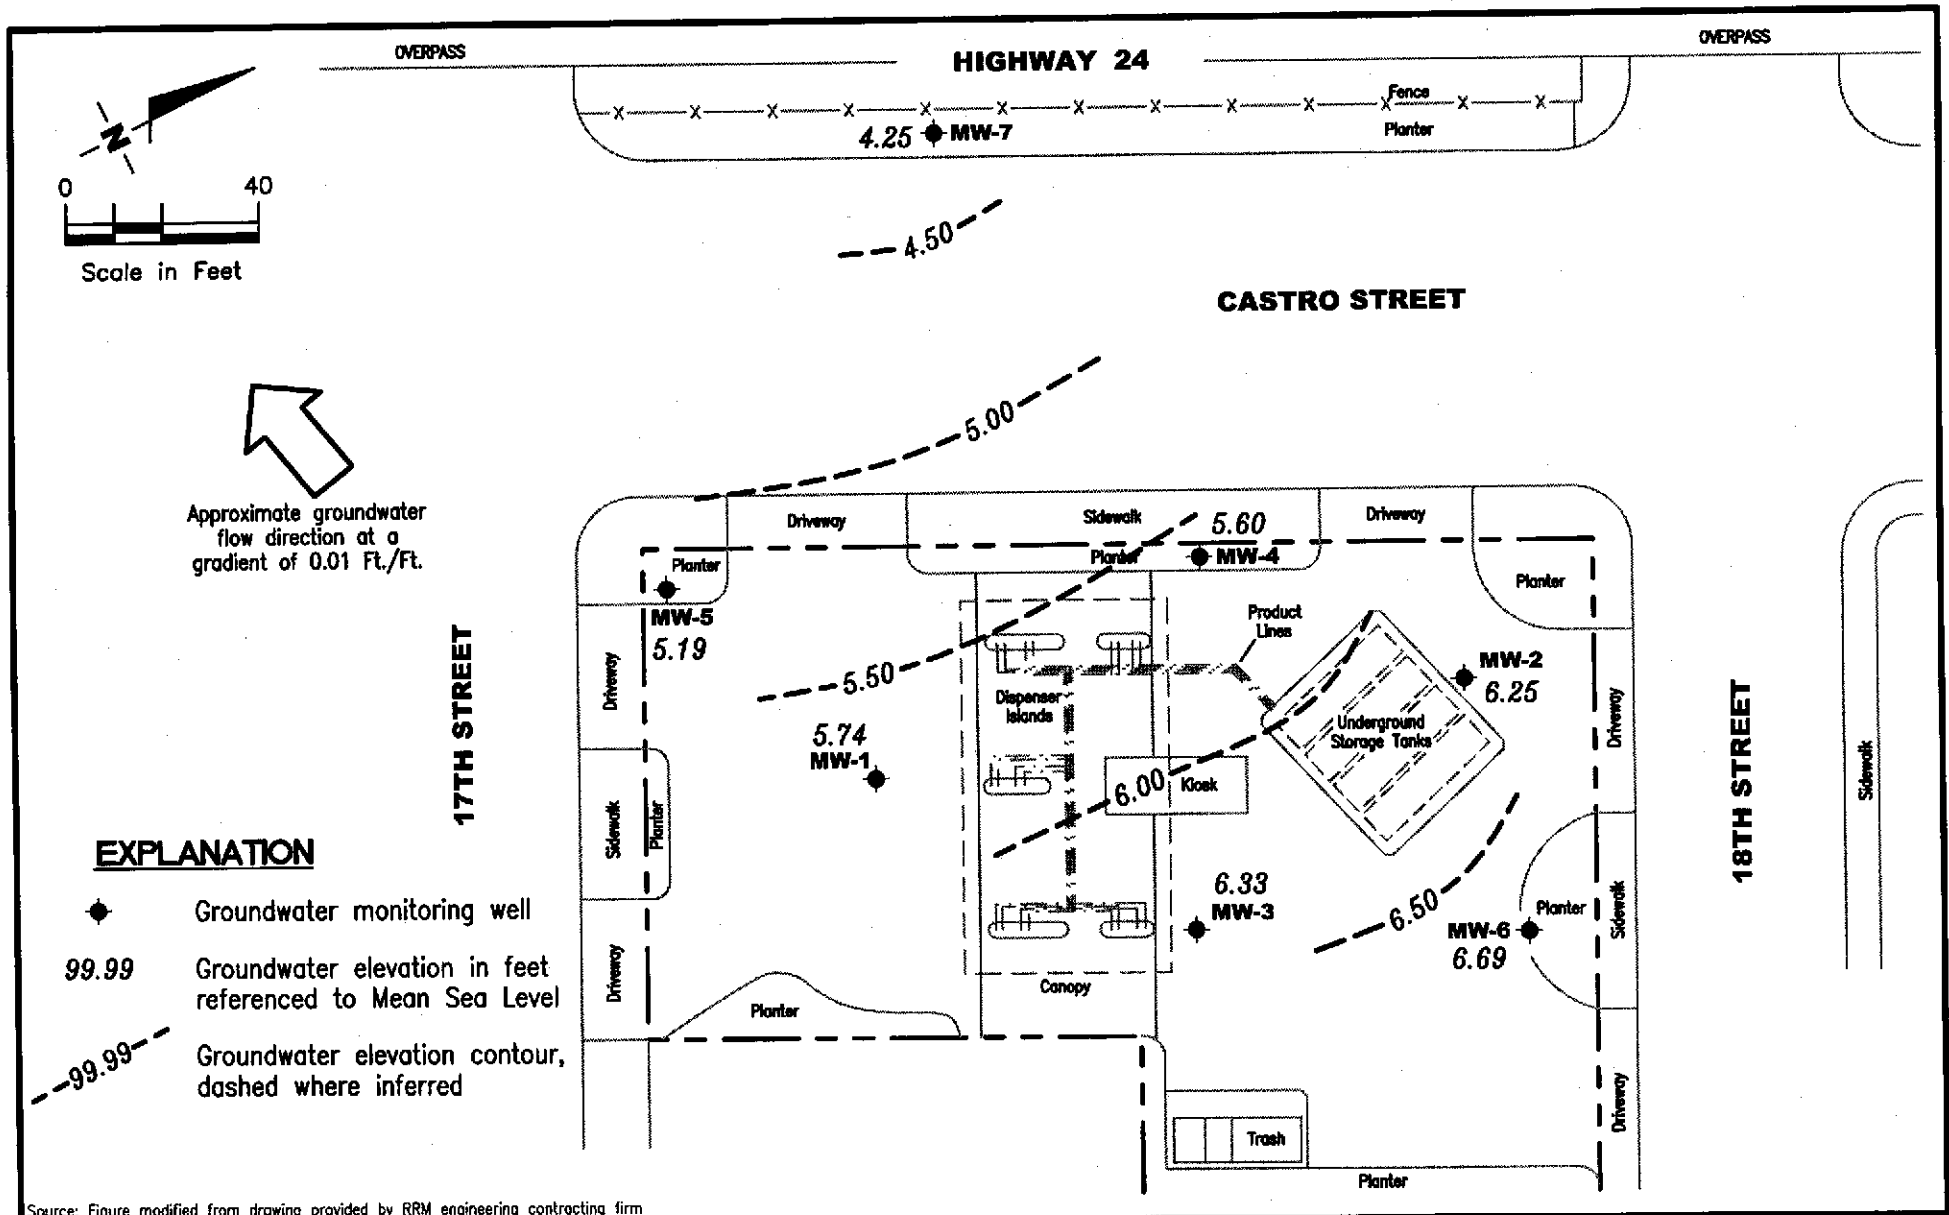 OVERPASS
HIGHWAY 24
OVERPASS
Fence
Planter
4.25 MW-7
N
0 40
Scale in Feet
4.50
CASTRO STREET
5.00
Approximate groundwater
flow direction at a
gradient of 0.01 Ft./Ft.
Driveway
Sidewalk
5.60
Driveway
Planter
Planter
MW-4
Planter
MW-5
5.19
17TH STREET
Driveway
5.50
Product
Lines
MW-2
6.25
Dispenser
Islands
Underground
Storage Tanks
Driveway
18TH STREET
Sidewalk
5.74
MW-1
6.00
Kiosk
Sidewalk
Planter
6.33
MW-3
6.50
Planter
MW-6
6.69
Sidewalk
Driveway
Canopy
Planter
Driveway
Trash
Planter
EXPLANATION
Groundwater monitoring well
99.99 Groundwater elevation in feet
referenced to Mean Sea Level
99.99 Groundwater elevation contour,
dashed where inferred
Source: Figure modified from drawing provided by RRM engineering contracting firm